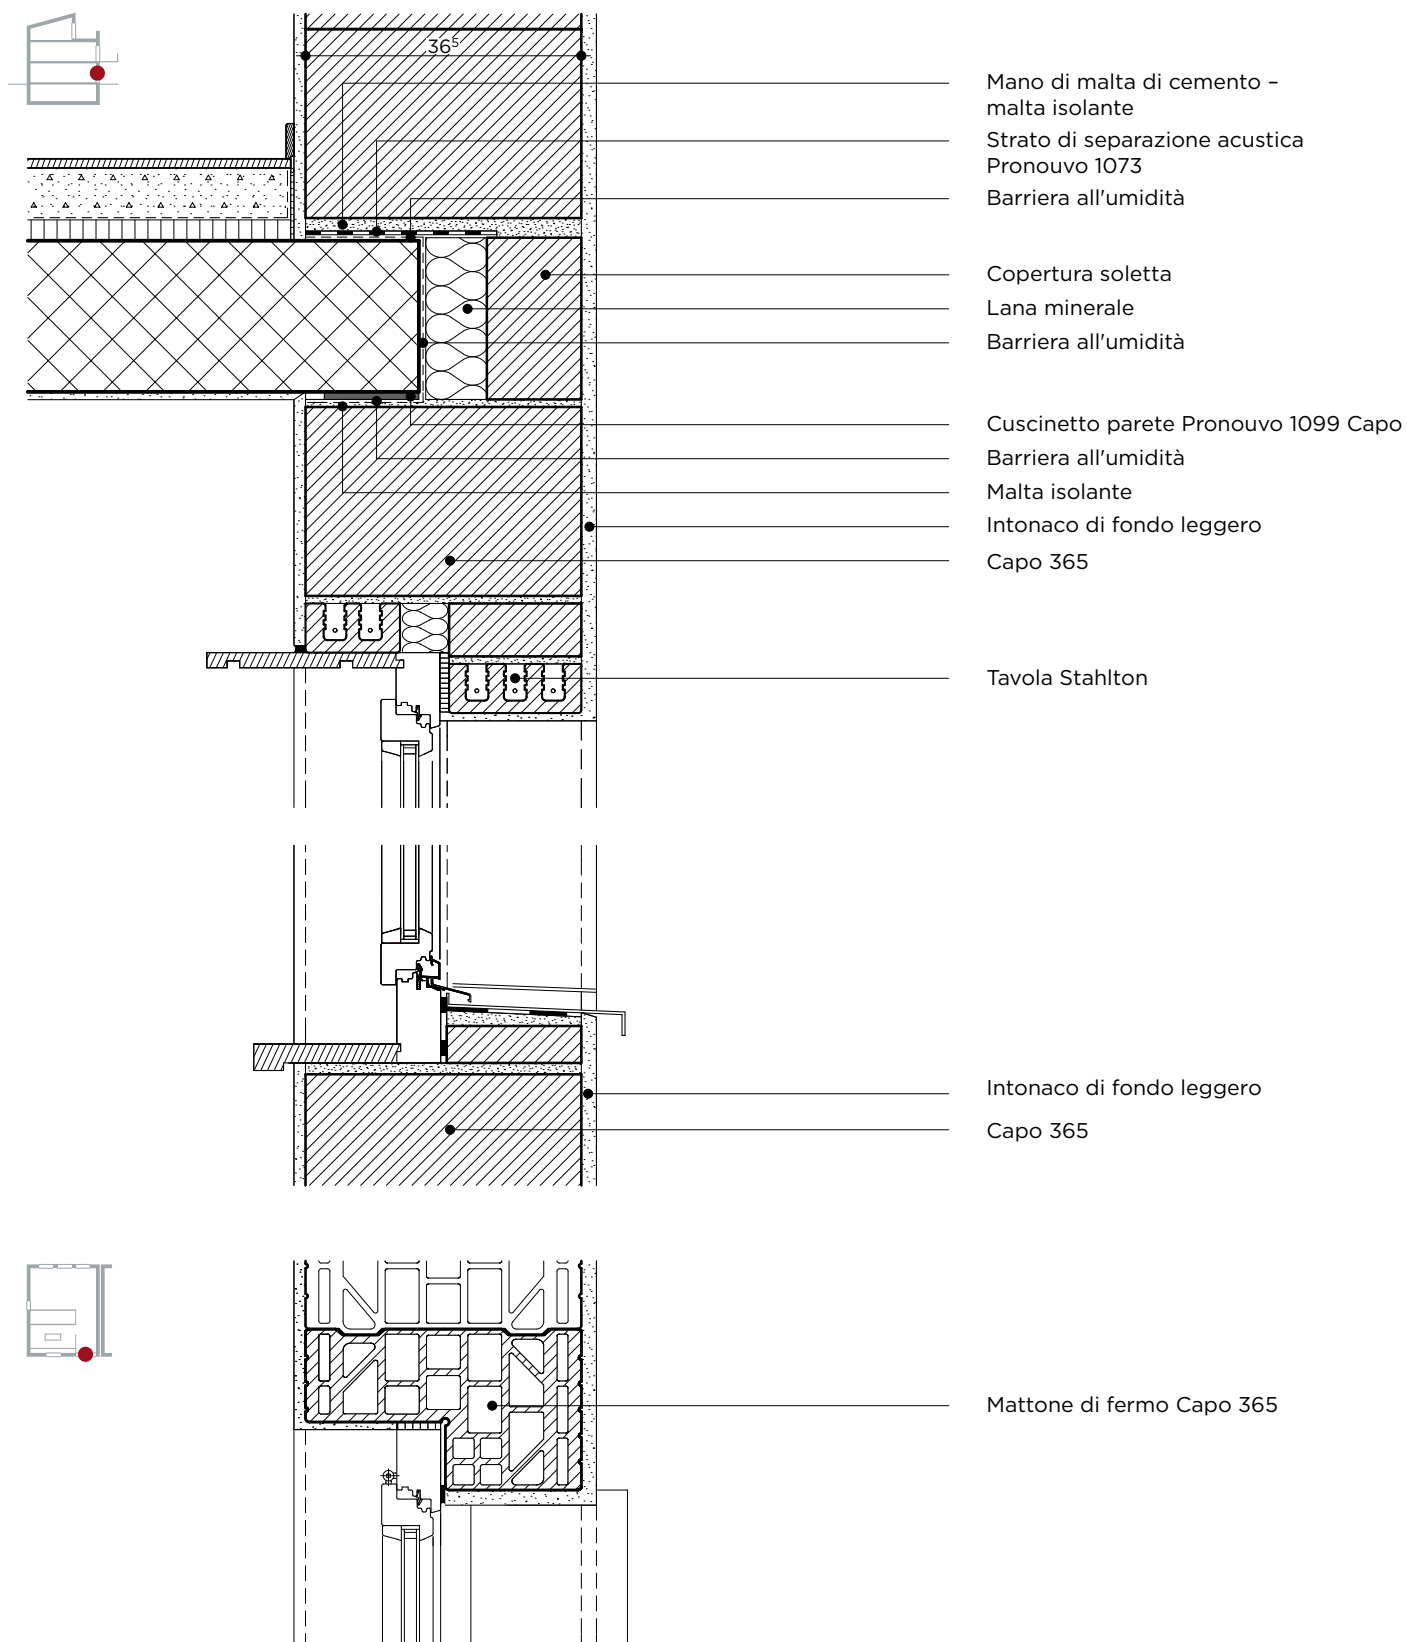 36⁵
Mano di malta di cemento –
malta isolante
Strato di separazione acustica
Pronouvo 1073
Barriera all'umidità
Copertura soletta
Lana minerale
Barriera all'umidità
Cuscinetto parete Pronouvo 1099 Capo
Barriera all'umidità
Malta isolante
Intonaco di fondo leggero
Capo 365
Tavola Stahlton
Intonaco di fondo leggero
Capo 365
Mattone di fermo Capo 365